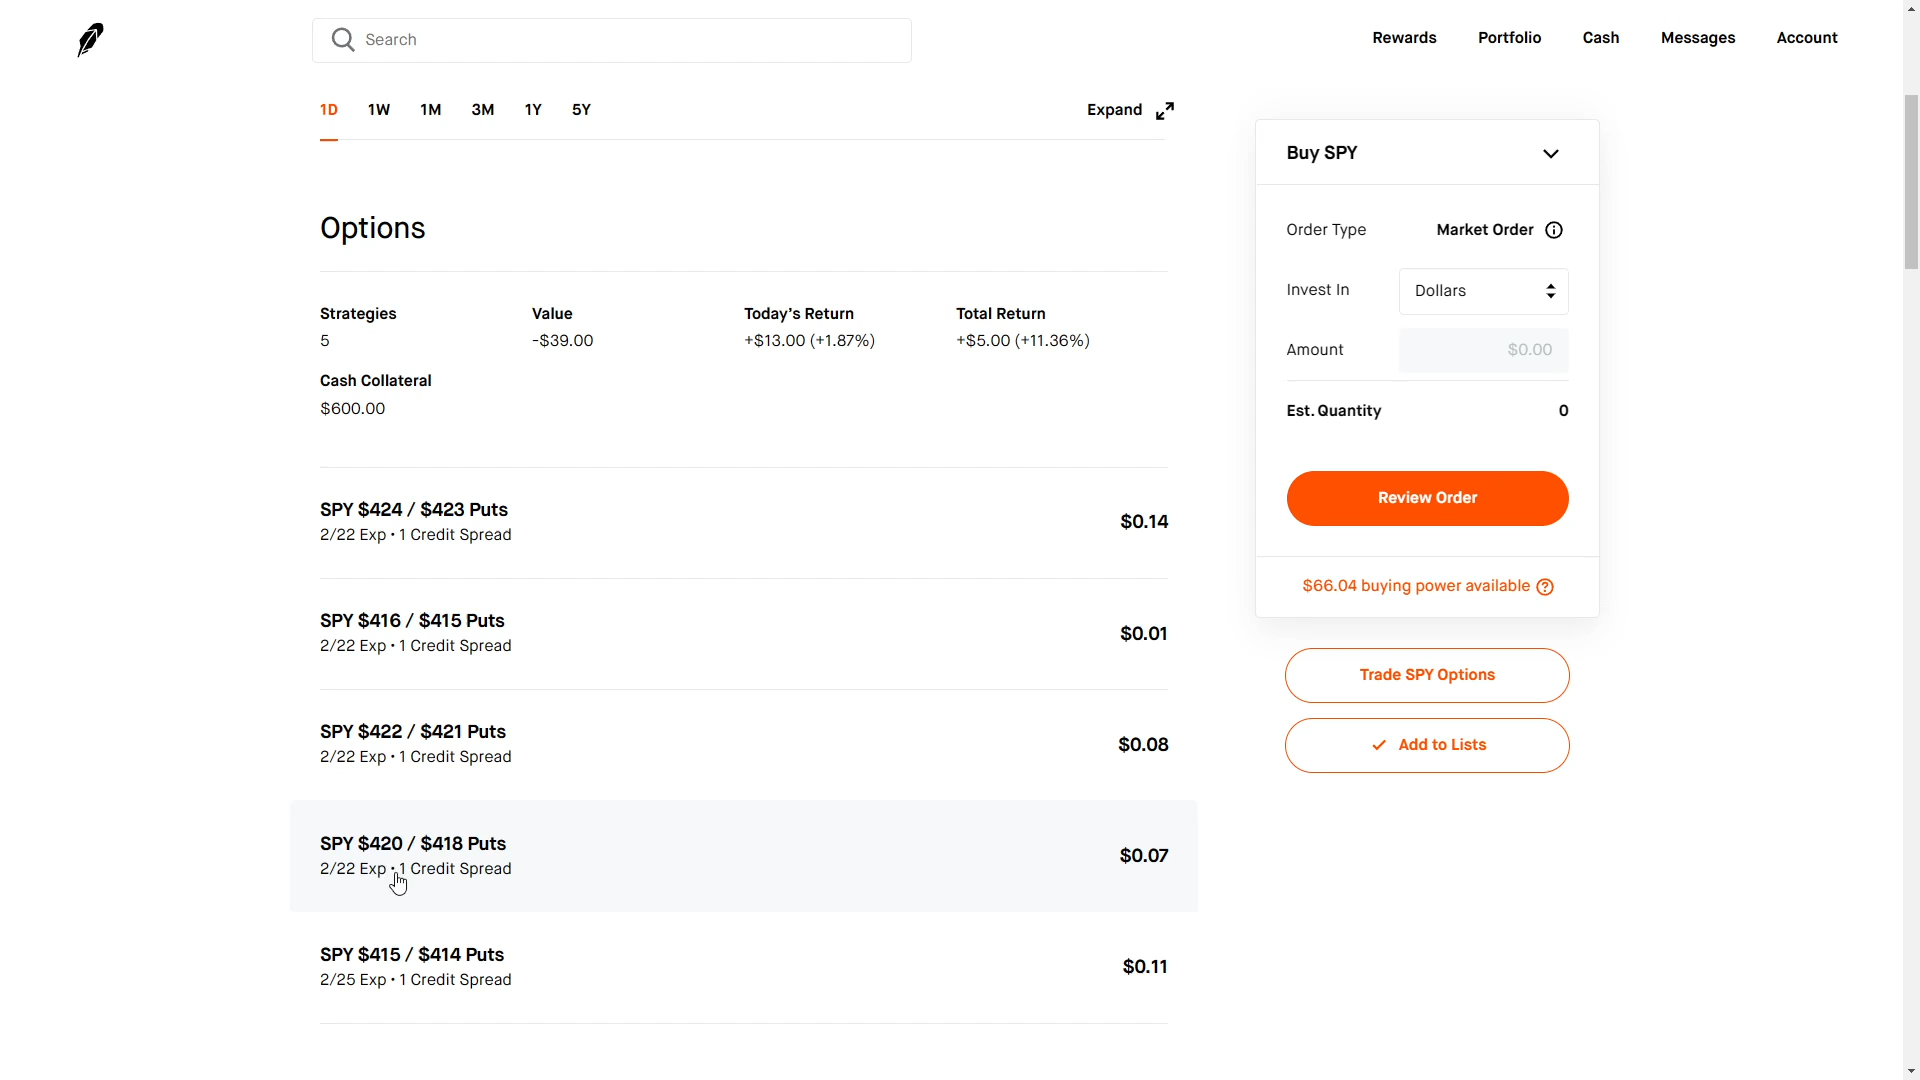 Search
Rewards
Portfolio
Cash
Messages
Account
1D 1W 1M 3M 1Y 5Y
Expand
Options
Strategies
5
Value
-$39.00
Today's Return
+$13.00 (+1.87%)
Total Return
+$5.00 (+11.36%)
Cash Collateral
$600.00
SPY $424 / $423 Puts
2/22 Exp • 1 Credit Spread
$0.14
SPY $416 / $415 Puts
2/22 Exp • 1 Credit Spread
$0.01
SPY $422 / $421 Puts
2/22 Exp • 1 Credit Spread
$0.08
SPY $420 / $418 Puts
2/22 Exp • 1 Credit Spread
$0.07
SPY $415 / $414 Puts
2/25 Exp • 1 Credit Spread
$0.11
Buy SPY
Order Type
Market Order
Invest In
Dollars
Amount
$0.00
Est. Quantity
0
Review Order
$66.04 buying power available
Trade SPY Options
Add to Lists